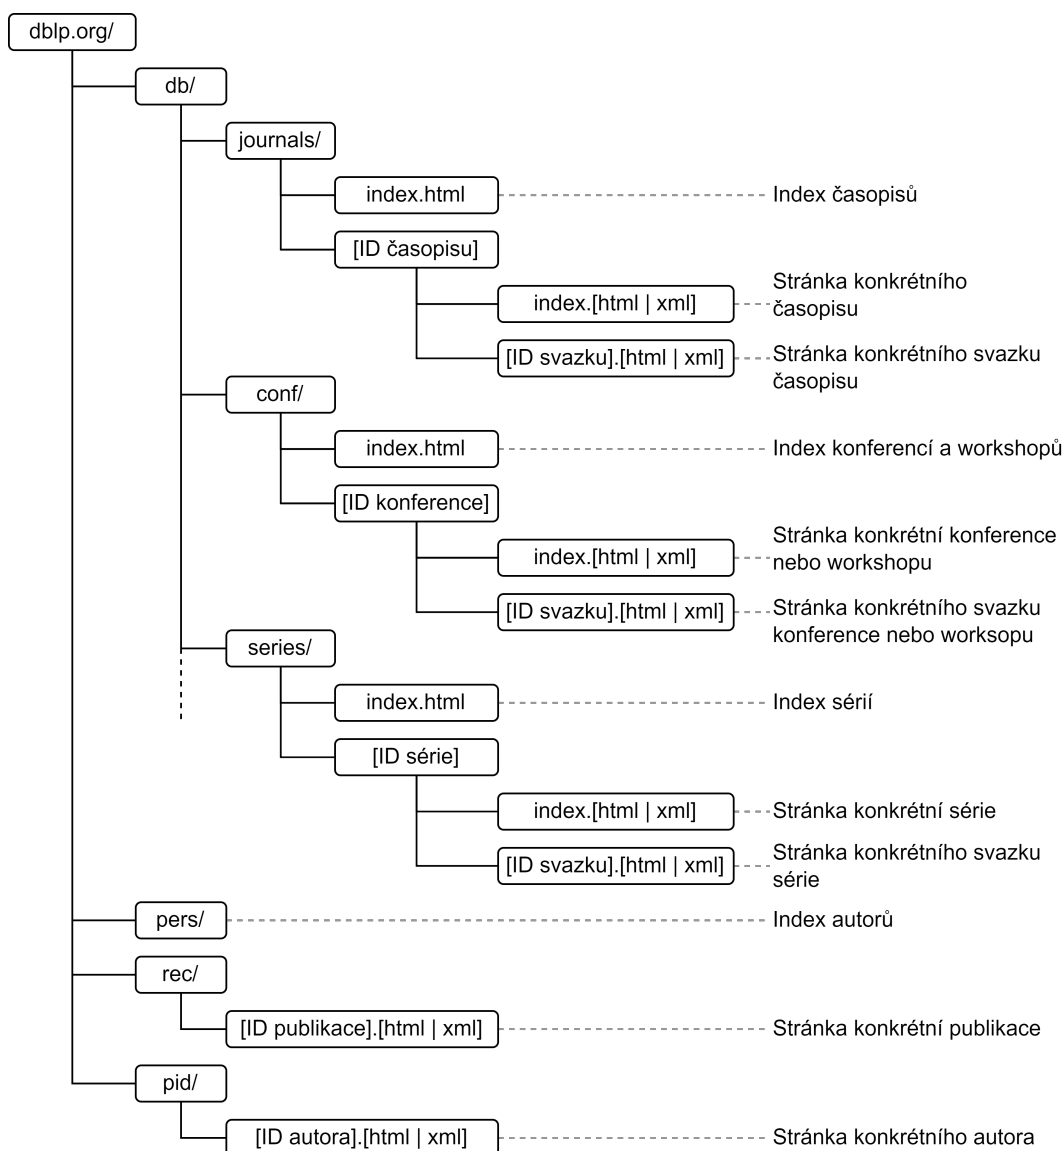 dblp.org/
db/
journals/
index.html
Index časopisů
[ID časopisu]
index.[html | xml]
Stránka konkrétního
časopisu
[ID svazku].[html | xml]
Stránka konkrétního svazku
časopisu
conf/
index.html
Index konferencí a workshopů
[ID konference]
index.[html | xml]
Stránka konkrétní konference
nebo workshopu
[ID svazku].[html | xml]
Stránka konkrétního svazku
konference nebo worksopu
series/
index.html
Index sérií
[ID série]
index.[html | xml]
Stránka konkrétní série
[ID svazku].[html | xml]
Stránka konkrétního svazku
série
pers/
Index autorů
rec/
[ID publikace].[html | xml]
Stránka konkrétní publikace
pid/
[ID autora].[html | xml]
Stránka konkrétního autora